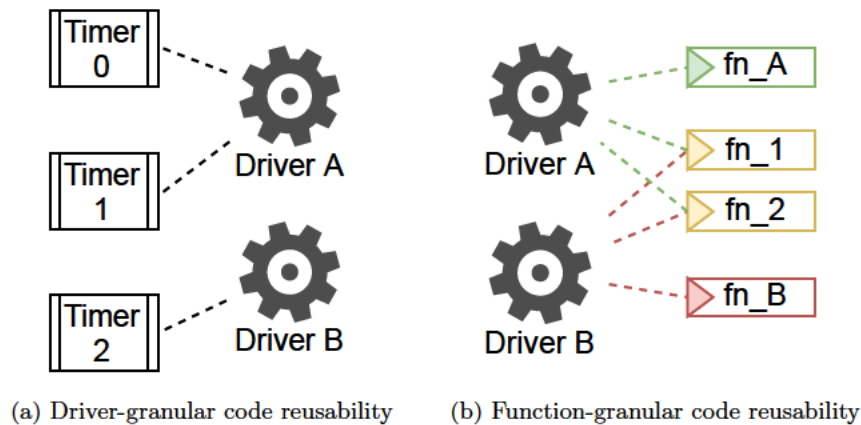 Timer
0
Timer
1
Timer
2
Driver A
Driver B
(a) Driver-granular code reusability
Driver A
Driver B
fn_A
fn_1
fn_2
fn_B
(b) Function-granular code reusability